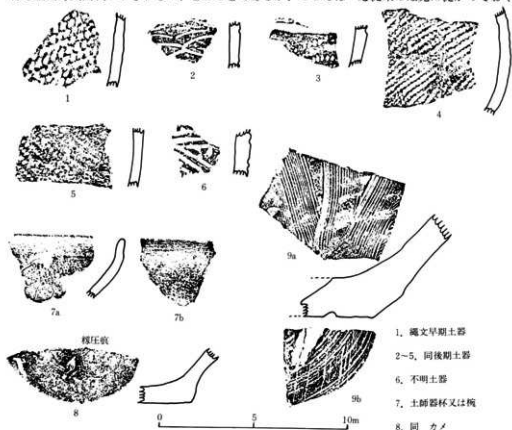 1
2
3
4
5
6
7a
7b
9a
籾圧痕
8
9b
0 5 10m
1. 縄文早期土器
2~5. 同後期土器
6. 不明土器
7. 土師器杯又は椀
8. 同 カメ